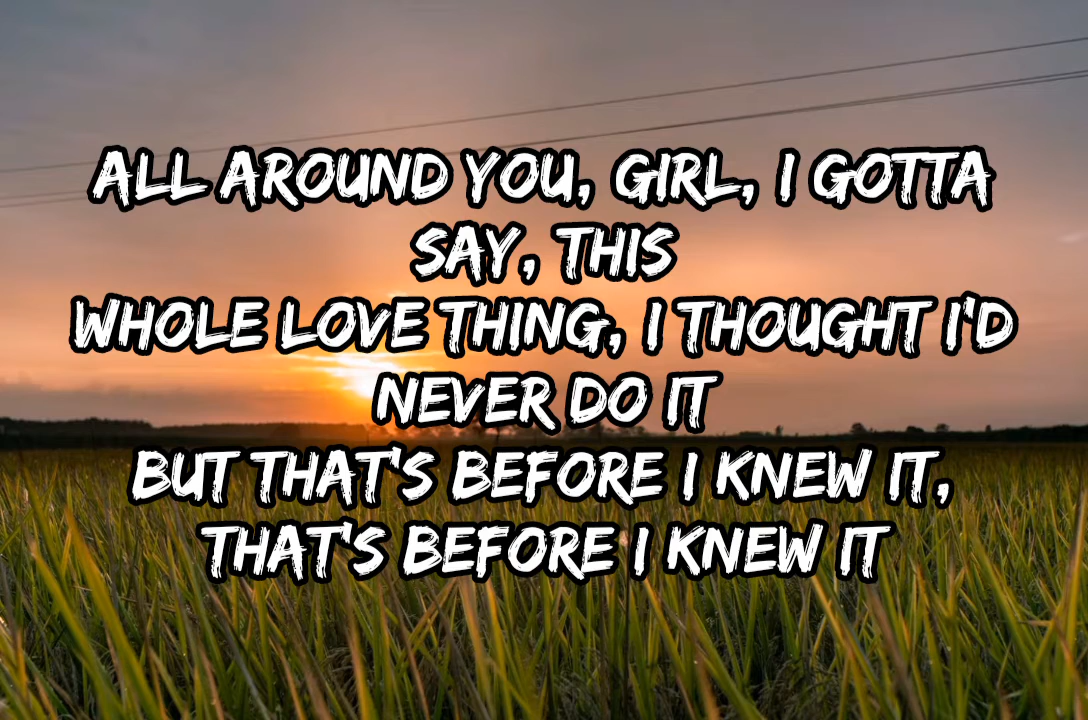 ALL AROUND YOU, GIRL, I GOTTA
SAY, THIS
WHOLE LOVE THING, I THOUGHT I'D
NEVER DO IT
BUT THAT'S BEFORE I KNEW IT,
THAT'S BEFORE I KNEW IT